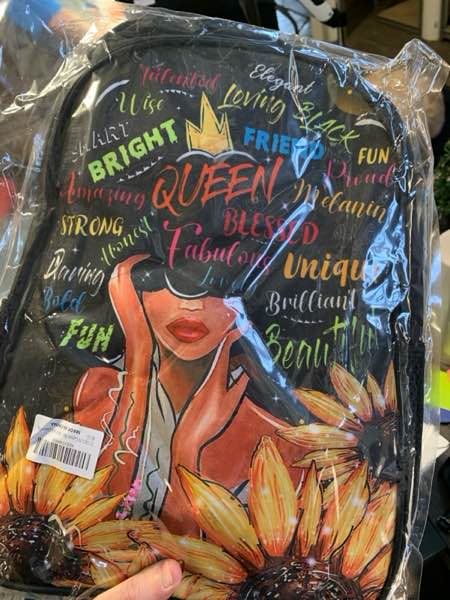 Talented
Elegant
Wise
Loving BLACK
SMART
BRIGHT
FRIEND
FUN
Proud
Amazing QUEEN Melanin
STRONG
Honest
BLESSED
Fabulous
Unique
Daring
Love
Bold
Brilliant
FUN
Beautiful